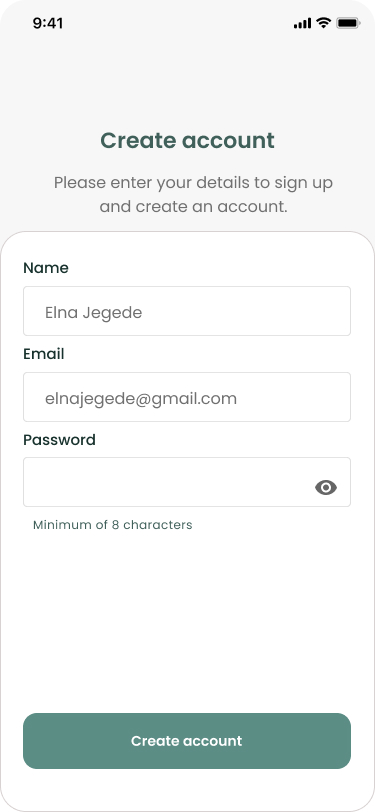 9:41
Create account
Please enter your details to sign up
and create an account.
Name
Elna Jegede
Email
elnajegede@gmail.com
Password
Minimum of 8 characters
Create account